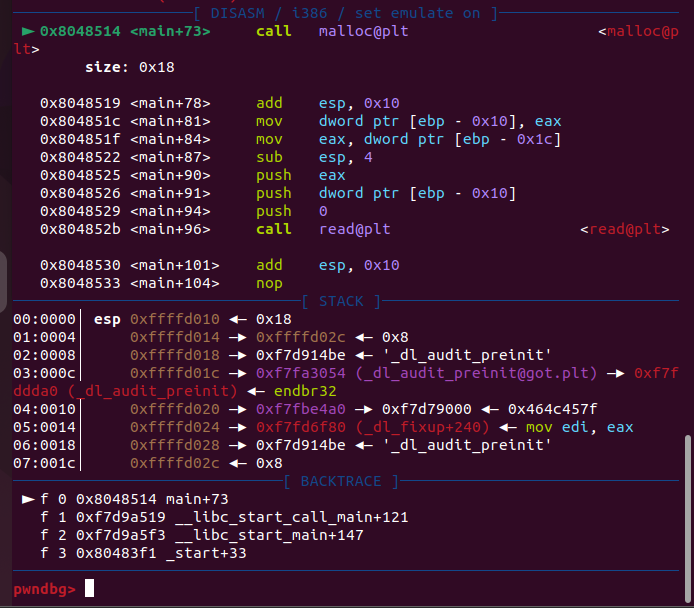 [ DISASM / i386 / set emulate on ]
► 0x8048514 <main+73> call malloc@plt <malloc@p
lt>
size: 0x18
0x8048519 <main+78> add esp, 0x10
0x804851c <main+81> mov dword ptr [ebp - 0x10], eax
0x804851f <main+84> mov eax, dword ptr [ebp - 0x1c]
0x8048522 <main+87> sub esp, 4
0x8048525 <main+90> push eax
0x8048526 <main+91> push dword ptr [ebp - 0x10]
0x8048529 <main+94> push 0
0x804852b <main+96> call read@plt <read@plt>
0x8048530 <main+101> add esp, 0x10
0x8048533 <main+104> nop
[ STACK ]
00:0000│ esp 0xffffd010 ◂— 0x18
01:0004│ 0xffffd014 —▸ 0xffffd02c ◂— 0x8
02:0008│ 0xffffd018 —▸ 0xf7d914be ◂— '_dl_audit_preinit'
03:000c│ 0xffffd01c —▸ 0xf7fa3054 (_dl_audit_preinit@got.plt) —▸ 0xf7f
ddda0 (_dl_audit_preinit) ◂— endbr32
04:0010│ 0xffffd020 —▸ 0xf7fbe4a0 —▸ 0xf7d79000 ◂— 0x464c457f
05:0014│ 0xffffd024 —▸ 0xf7fd6f80 (_dl_fixup+240) ◂— mov edi, eax
06:0018│ 0xffffd028 —▸ 0xf7d914be ◂— '_dl_audit_preinit'
07:001c│ 0xffffd02c ◂— 0x8
[ BACKTRACE ]
► f 0 0x8048514 main+73
f 1 0xf7d9a519 __libc_start_call_main+121
f 2 0xf7d9a5f3 __libc_start_main+147
f 3 0x80483f1 _start+33
pwndbg>